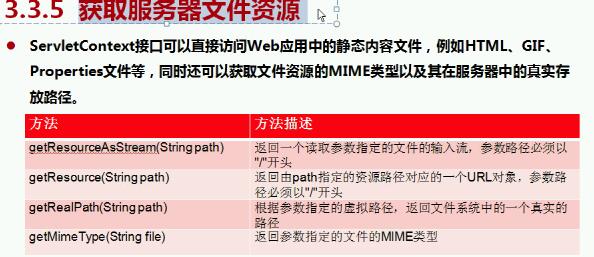 3.3.5 获取服务器文件资源
● ServletContext接口可以直接访问Web应用中的静态内容文件，例如HTML、GIF、
Properties文件等，同时还可以获取文件资源的MIME类型以及其在服务器中的真实存
放路径。
方法 方法描述
getResourceAsStream(String path) 返回一个读取参数指定的文件的输入流，参数路径必须以
"/"开头
getResource(String path) 返回由path指定的资源路径对应的一个URL对象，参数路
径必须以"/"开头
getRealPath(String path) 根据参数指定的虚拟路径，返回文件系统中的一个真实的
路径
getMimeType(String file) 返回参数指定的文件的MIME类型